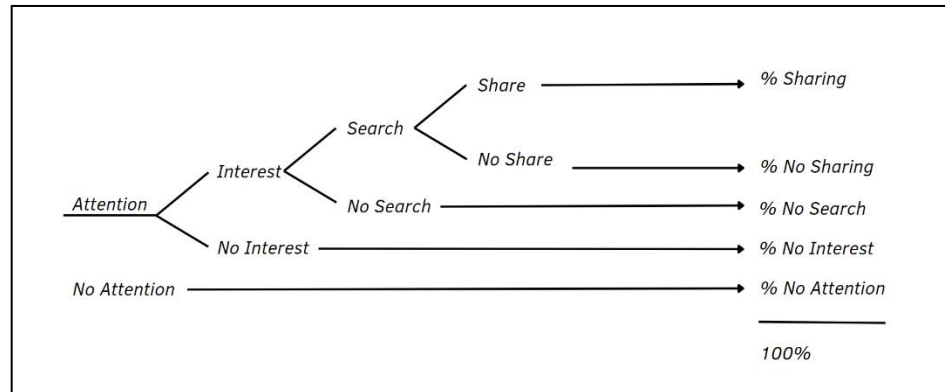 Share
% Sharing
Search
No Share
% No Sharing
Interest
Attention
No Search
% No Search
No Interest
% No Interest
No Attention
% No Attention
100%